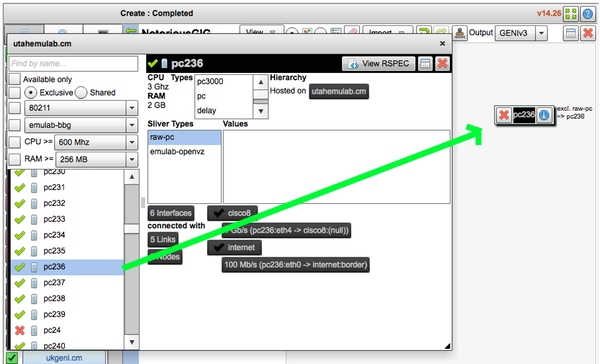 Create : Completed
v14.26
NotoriousGIG
View
Import
Output
GENIv3
utahemulab.cm
Find by name...
Available only
Exclusive
Shared
80211
emulab-bbg
CPU >=
600 Mhz
RAM >=
256 MB
pc230
pc231
pc232
pc233
pc234
pc235
pc236
pc237
pc238
pc239
pc24
pc240
pc236
View RSPEC
CPU
3 Ghz
RAM
2 GB
Types
pc3000
pc
delay
Hierarchy
Hosted on
utahemulab.cm
Sliver Types
raw-pc
emulab-openvz
Values
6 Interfaces
connected with
5 Links
Nodes
cisco8
Gb/s (pc236:eth4 -> cisco8:(null))
internet
100 Mb/s (pc236:eth0 -> internet:border)
pc236
excl. raw-pc
=> pc236
ukgeni.cm